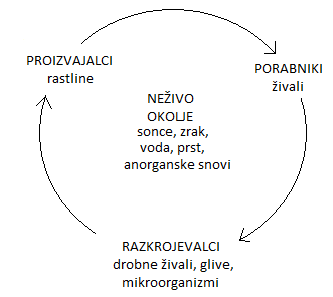 PROIZVAJALCI
rastline
PORABNIKI
živali
NEŽIVO
OKOLJE
sonce, zrak,
voda, prst,
anorganske snovi
RAZKROJEVALCI
drobne živali, glive,
mikroorganizmi